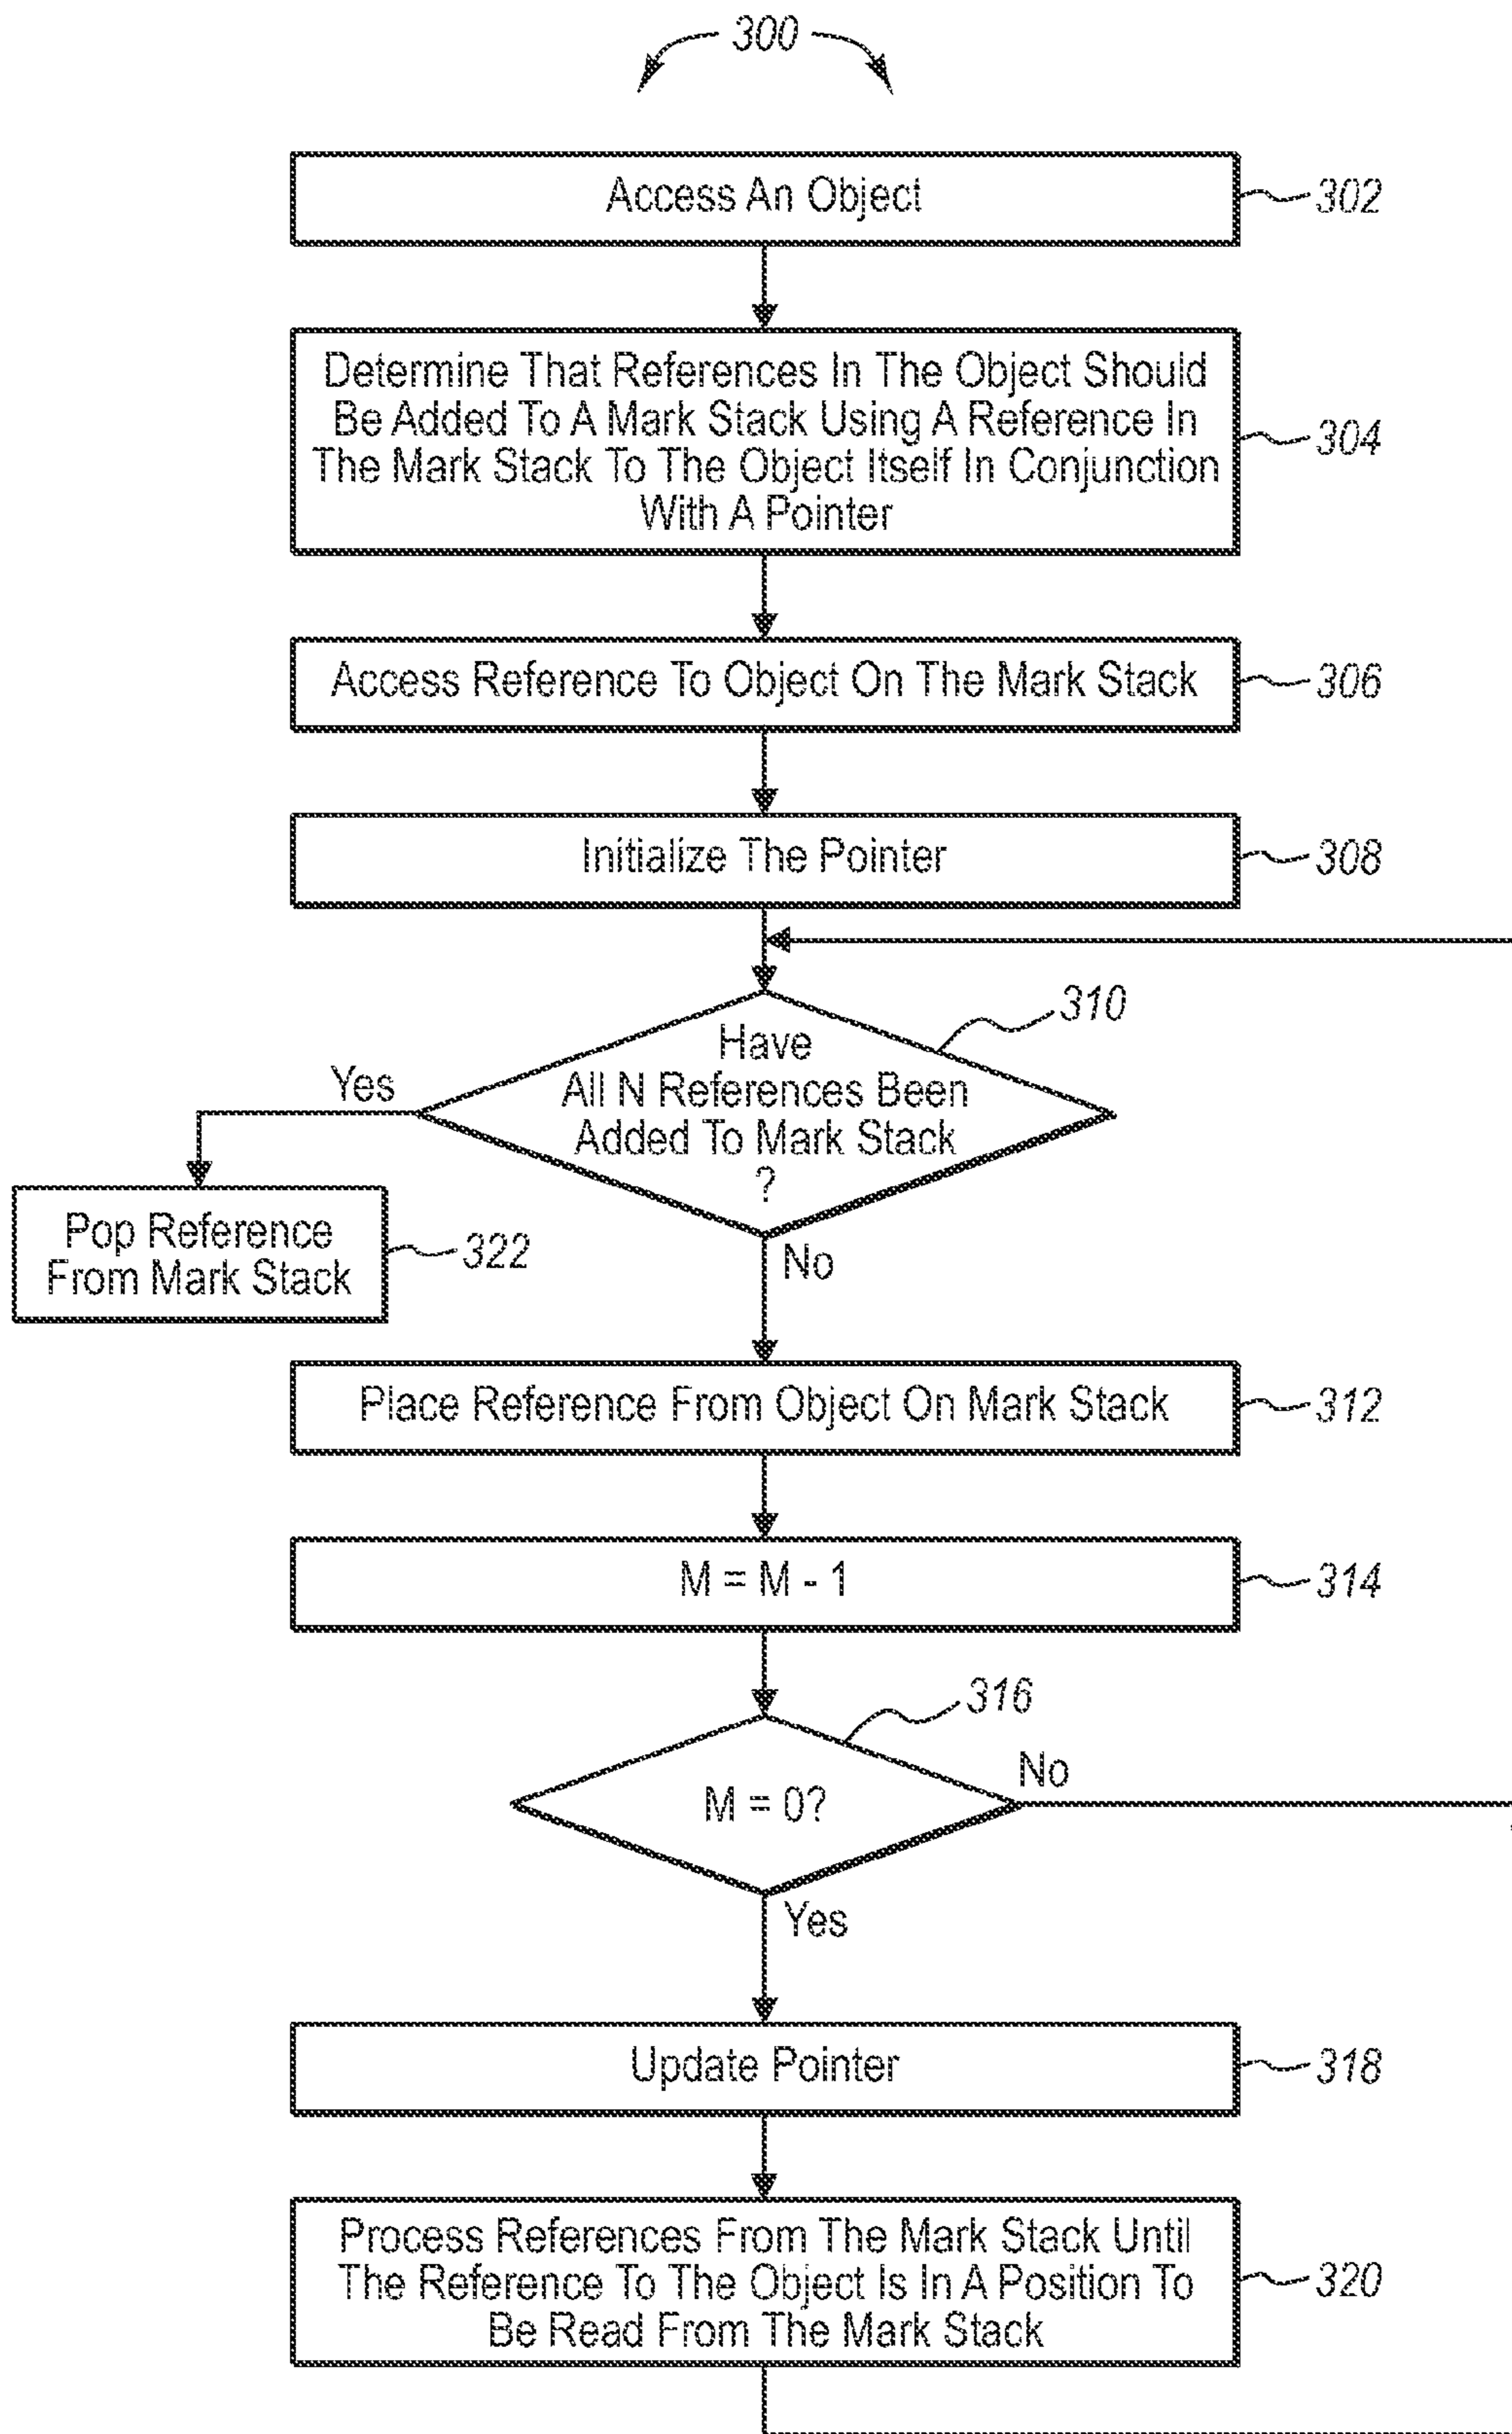 300
Access An Object
302
Determine That References In The Object Should
Be Added To A Mark Stack Using A Reference In
The Mark Stack To The Object Itself In Conjunction
With A Pointer
304
Access Reference To Object On The Mark Stack
306
Initialize The Pointer
308
310
Have
All N References Been
Added To Mark Stack
?
Yes
Pop Reference
From Mark Stack
322
No
Place Reference From Object On Mark Stack
312
M = M - 1
314
316
M = 0?
No
Yes
Update Pointer
318
Process References From The Mark Stack Until
The Reference To The Object Is In A Position To
Be Read From The Mark Stack
320